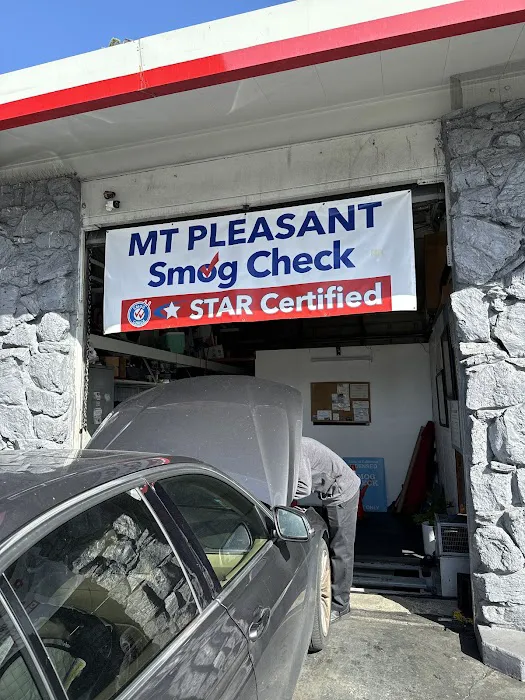 MT PLEASANT
Smog Check
STAR Certified